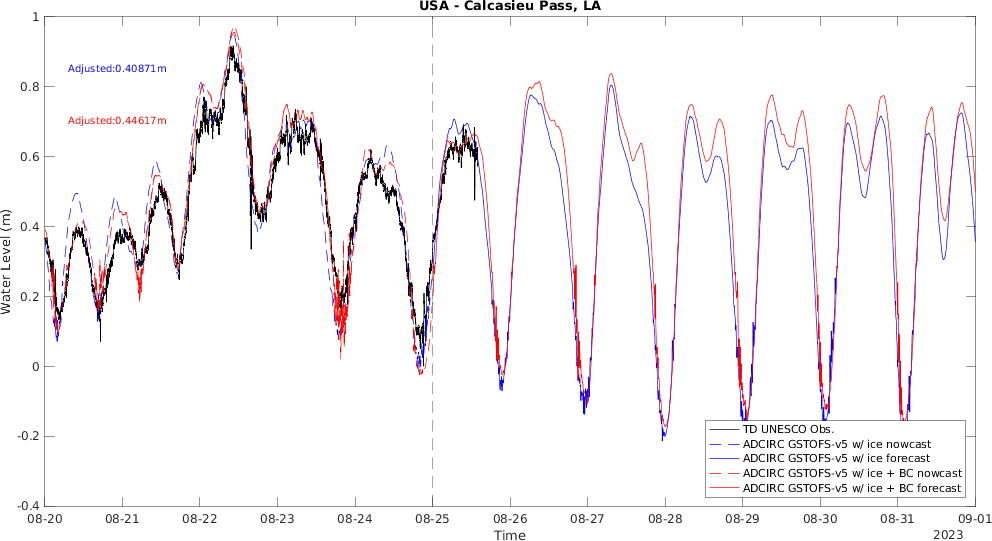 USA - Calcasieu Pass, LA
1
0.8
0.6
0.4
0.2
0
-0.2
-0.4
Water Level (m)
Adjusted:0.40871m
Adjusted:0.44617m
TD UNESCO Obs.
ADCIRC GSTOFS-v5 w/ ice nowcast
ADCIRC GSTOFS-v5 w/ ice forecast
ADCIRC GSTOFS-v5 w/ ice + BC nowcast
ADCIRC GSTOFS-v5 w/ ice + BC forecast
08-20 08-21 08-22 08-23 08-24 08-25 08-26 08-27 08-28 08-29 08-30 08-31 09-01
Time
2023